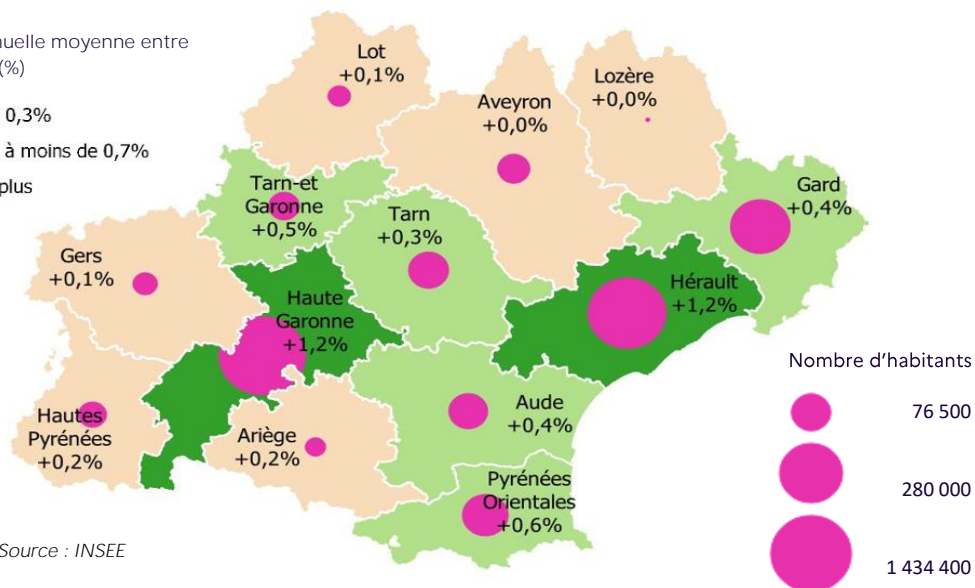 nuelle moyenne entre
(%)
0,3%
à moins de 0,7%
plus
Lot
+0,1%
Aveyron
+0,0%
Lozère
+0,0%
Tarn-et
Garonne
+0,5%
Tarn
+0,3%
Gard
+0,4%
Gers
+0,1%
Haute
Garonne
+1,2%
Hérault
+1,2%
Hautes
Pyrénées
+0,2%
Ariège
+0,2%
Aude
+0,4%
Pyrénées
Orientales
+0,6%
Nombre d’habitants
76 500
280 000
1 434 400
Source : INSEE